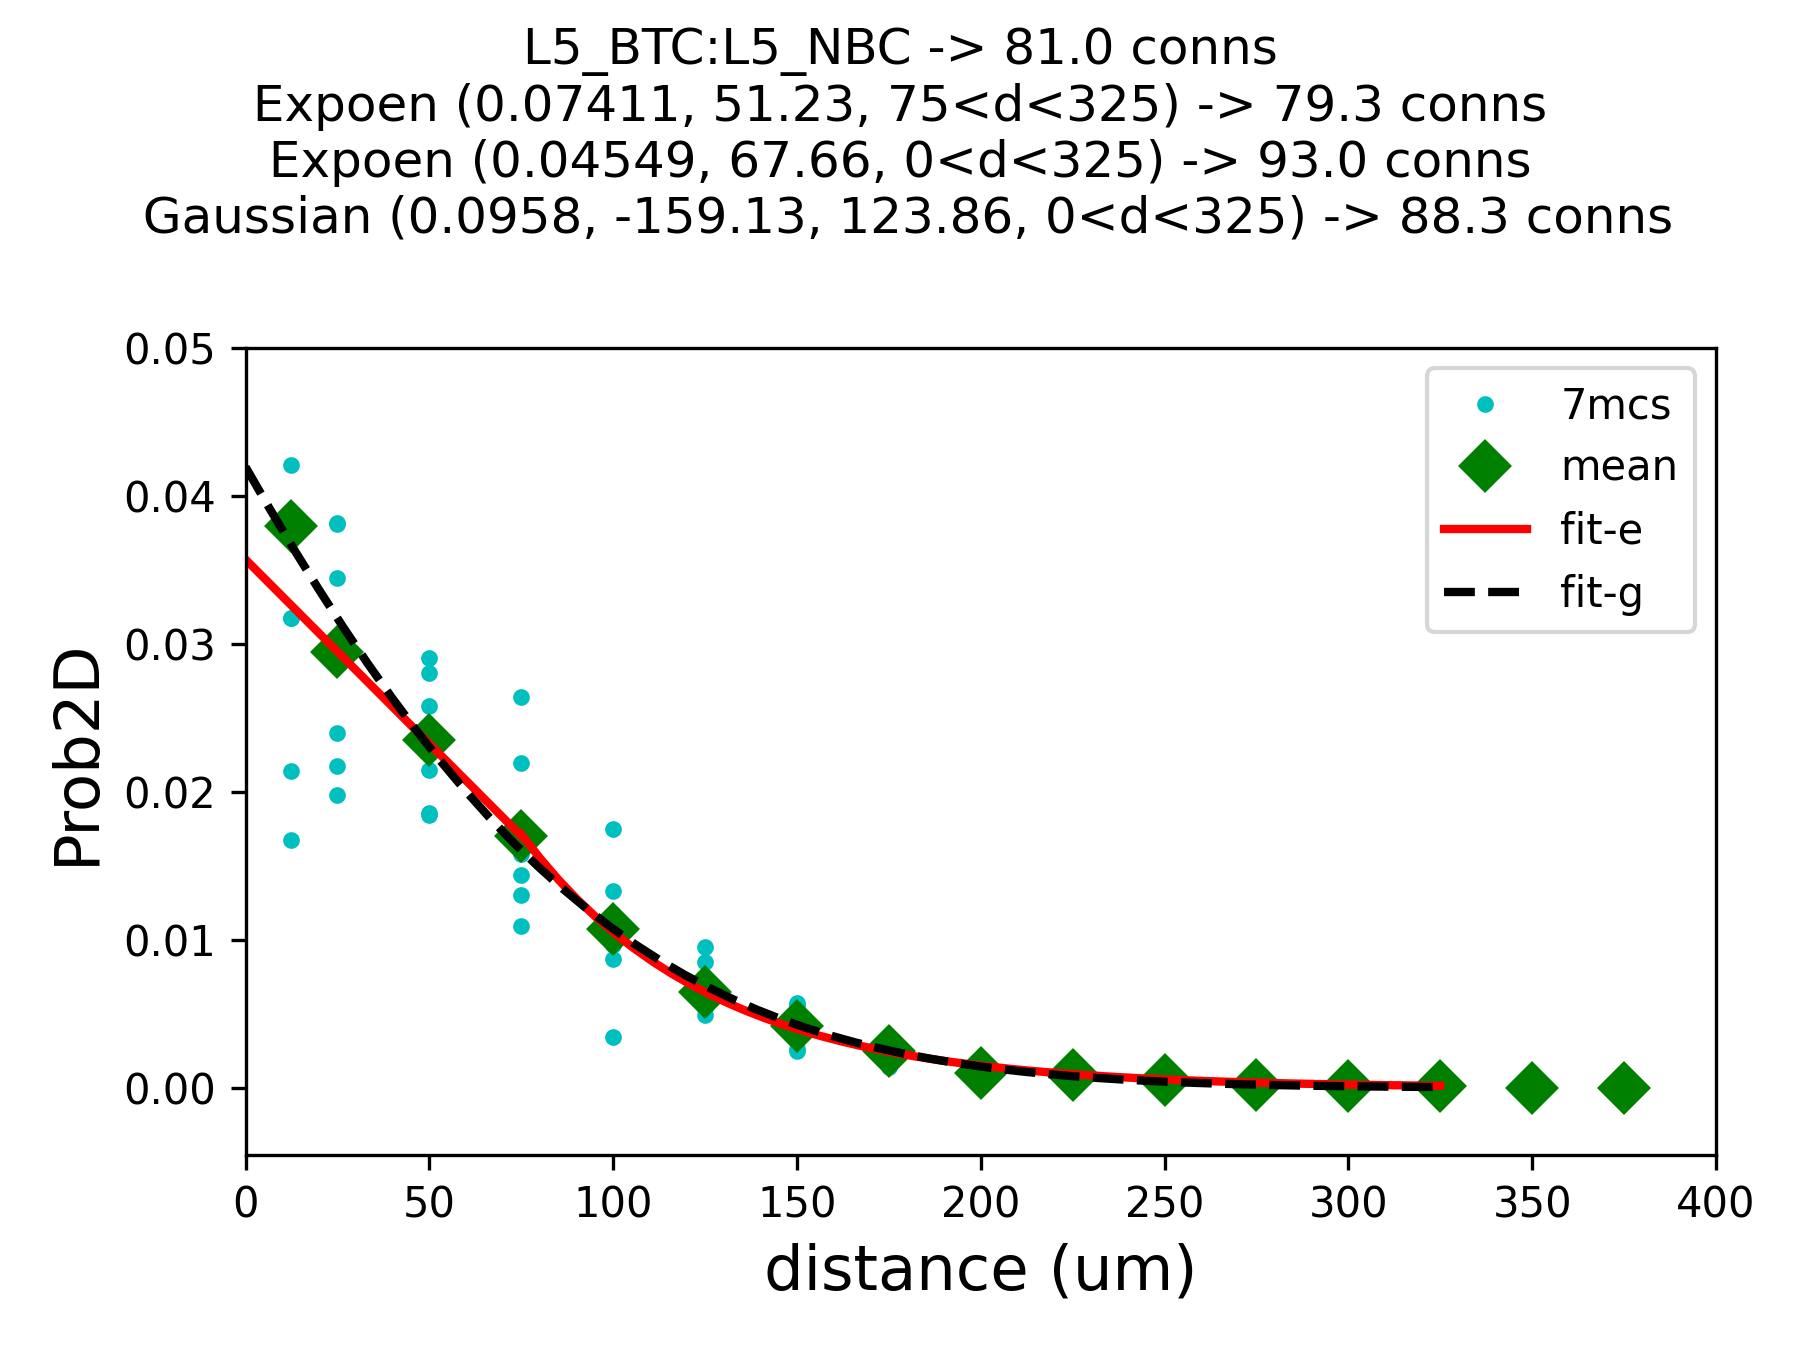 L5_BTC:L5_NBC -> 81.0 conns
Expoen (0.07411, 51.23, 75<d<325) -> 79.3 conns
Expoen (0.04549, 67.66, 0<d<325) -> 93.0 conns
Gaussian (0.0958, -159.13, 123.86, 0<d<325) -> 88.3 conns
0.05
0.04
0.03
0.02
0.01
0.00
Prob2D
7mcs
mean
fit-e
fit-g
0 50 100 150 200 250 300 350 400
distance (um)